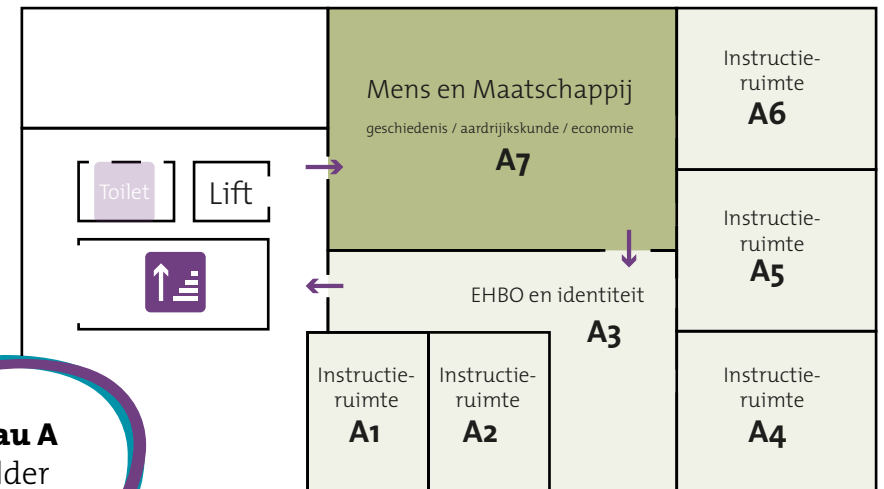 Mens en Maatschappij
geschiedenis / aardrijkskunde / economie
A7
Instructie-
ruimte
A6
Toilet
Lift
Instructie-
ruimte
A5
EHBO en identiteit
A3
Instructie-
ruimte
A1
Instructie-
ruimte
A2
Instructie-
ruimte
A4
au A
lder